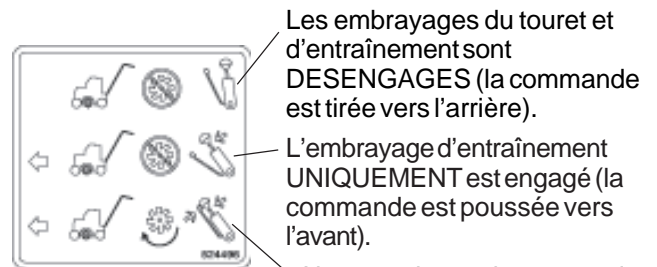 Les embrayages du touret et
d'entraînement sont
DESENGAGES (la commande
est tirée vers l'arrière).
L'embrayage d'entraînement
UNIQUEMENT est engagé (la
commande est poussée vers
l'avant).
824496